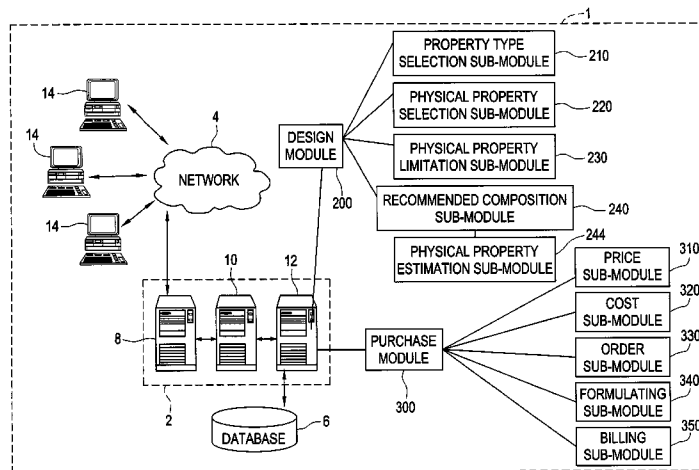 1
14
14
14
4
NETWORK
DESIGN
MODULE
200
PROPERTY TYPE
SELECTION SUB-MODULE
210
PHYSICAL PROPERTY
SELECTION SUB-MODULE
220
PHYSICAL PROPERTY
LIMITATION SUB-MODULE
230
RECOMMENDED COMPOSITION
SUB-MODULE
240
PHYSICAL PROPERTY
ESTIMATION SUB-MODULE
244
8
10
12
2
DATABASE
6
PURCHASE
MODULE
300
PRICE
SUB-MODULE
310
COST
SUB-MODULE
320
ORDER
SUB-MODULE
330
FORMULATING
SUB-MODULE
340
BILLING
SUB-MODULE
350